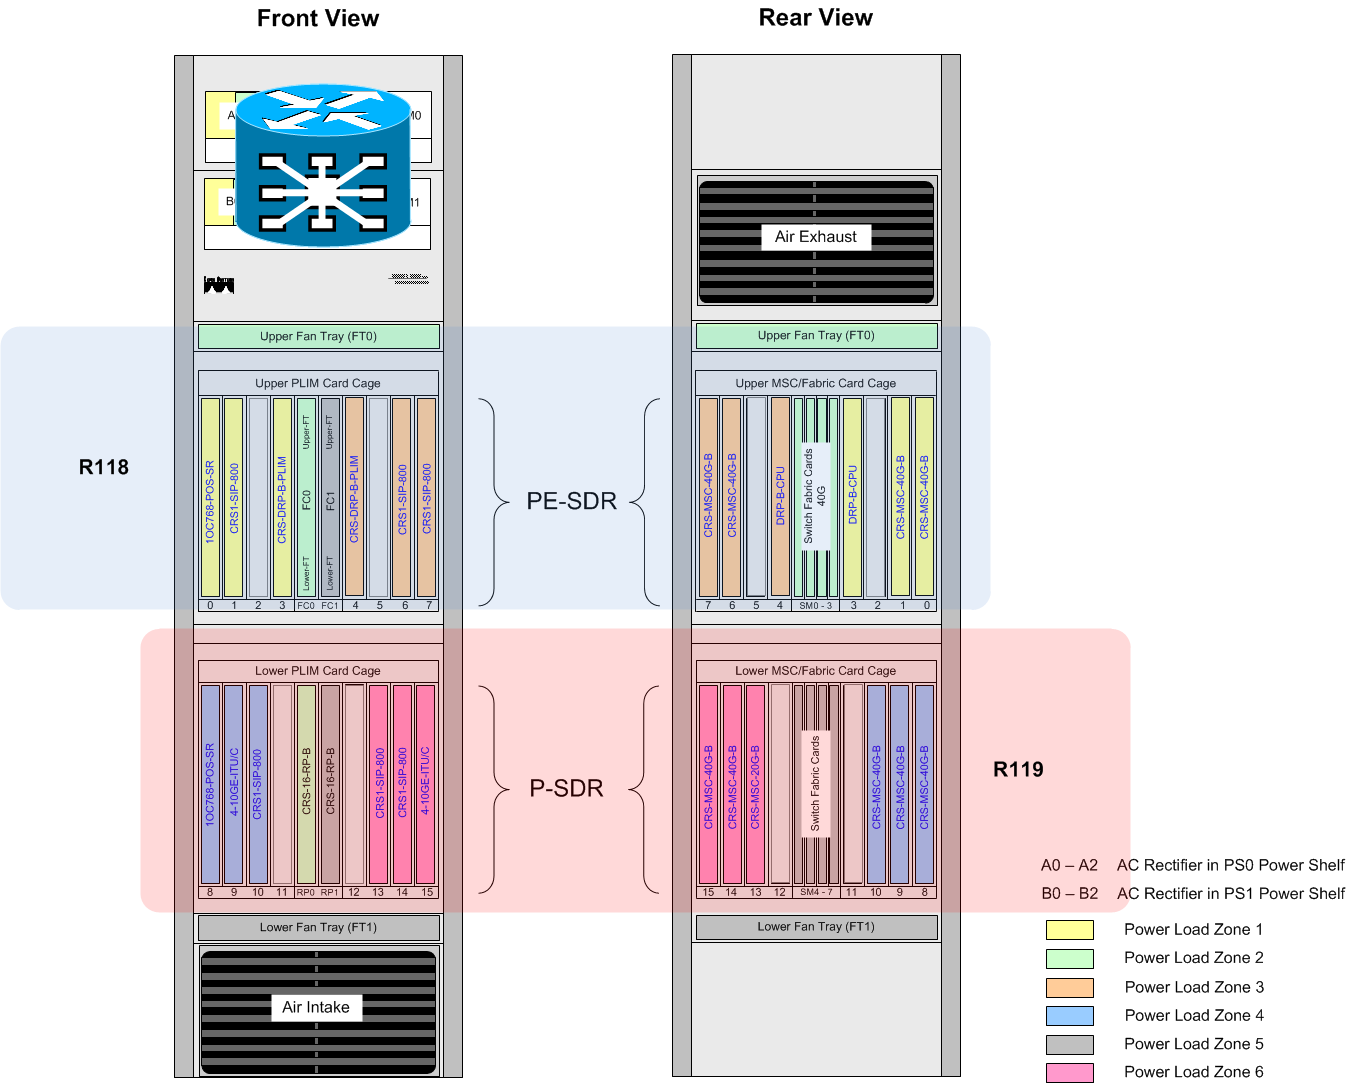 Front View
Rear View
A
M0
B
M1
Air Exhaust
Upper Fan Tray (FT0)
Upper Fan Tray (FT0)
Upper PLIM Card Cage
Upper MSC/Fabric Card Cage
R118
1OC768-POS-SR
CRS1-SIP-800
CRS-DRP-B-PLIM
Upper-FT
FC0
Lower-FT
Upper-FT
FC1
Lower-FT
CRS-DRP-B-PLIM
CRS1-SIP-800
CRS1-SIP-800
0 1 2 3 FC0 FC1 4 5 6 7
PE-SDR
CRS-MSC-40G-B
CRS-MSC-40G-B
DRP-B-CPU
Switch Fabric Cards
40G
DRP-B-CPU
CRS-MSC-40G-B
CRS-MSC-40G-B
7 6 5 4 SM0 - 3 3 2 1 0
Lower PLIM Card Cage
Lower MSC/Fabric Card Cage
1OC768-POS-SR
4-10GE-ITU/C
CRS1-SIP-800
CRS-16-RP-B
CRS-16-RP-B
CRS1-SIP-800
CRS1-SIP-800
4-10GE-ITU/C
8 9 10 11 RP0 RP1 12 13 14 15
P-SDR
CRS-MSC-40G-B
CRS-MSC-40G-B
CRS-MSC-20G-B
Switch Fabric Cards
CRS-MSC-40G-B
CRS-MSC-40G-B
CRS-MSC-40G-B
15 14 13 12 SM4 - 7 11 10 9 8
R119
Lower Fan Tray (FT1)
Lower Fan Tray (FT1)
Air Intake
A0 – A2 AC Rectifier in PS0 Power Shelf
B0 – B2 AC Rectifier in PS1 Power Shelf
Power Load Zone 1
Power Load Zone 2
Power Load Zone 3
Power Load Zone 4
Power Load Zone 5
Power Load Zone 6